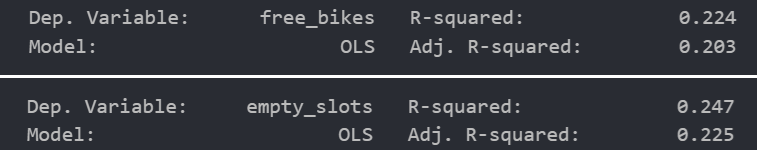 Dep. Variable: free_bikes R-squared: 0.224
Model: OLS Adj. R-squared: 0.203
Dep. Variable: empty_slots R-squared: 0.247
Model: OLS Adj. R-squared: 0.225